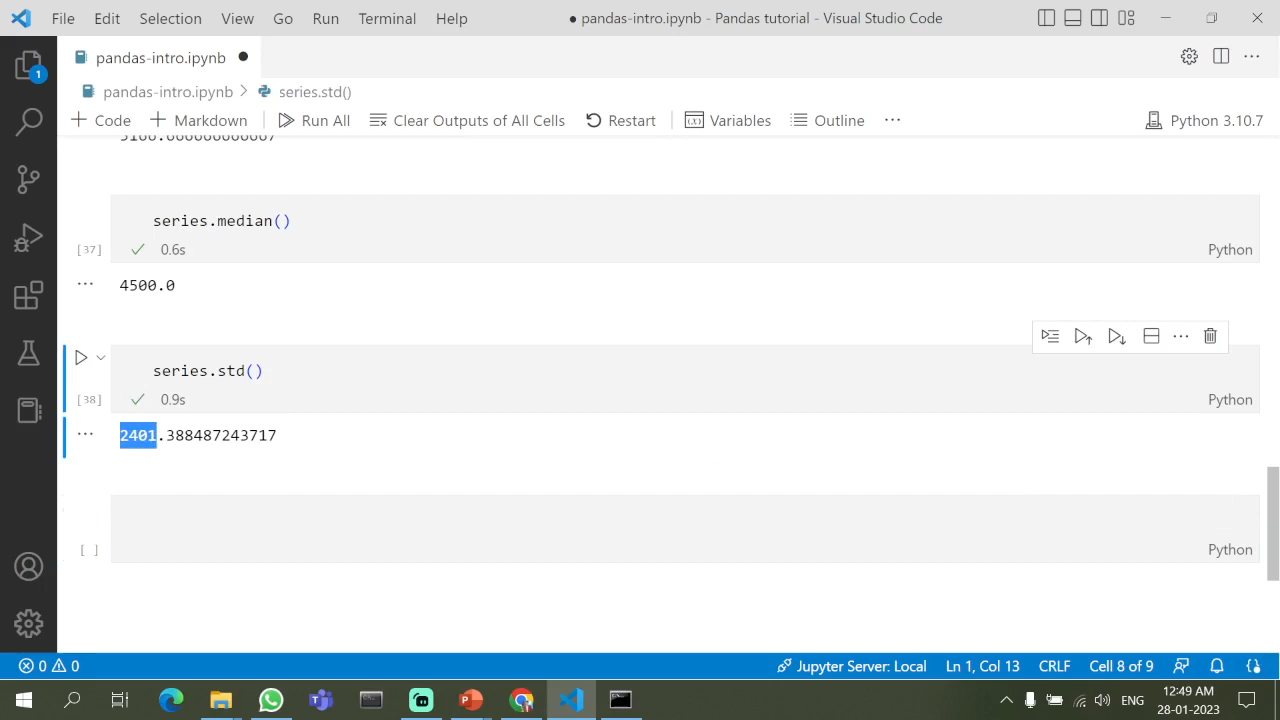 File Edit Selection View Go Run Terminal Help ● pandas-intro.ipynb - Pandas tutorial - Visual Studio Code
pandas-intro.ipynb ●
pandas-intro.ipynb > series.std()
+ Code + Markdown Run All Clear Outputs of All Cells Restart Variables Outline ... Python 3.10.7
1
series.median()
[37] ✓ 0.6s Python
... 4500.0
series.std()
[38] ✓ 0.9s Python
... 2401.388487243717
[ ] Python
0 0 Jupyter Server: Local Ln 1, Col 13 CRLF Cell 8 of 9
ENG 12:49 AM
28-01-2023